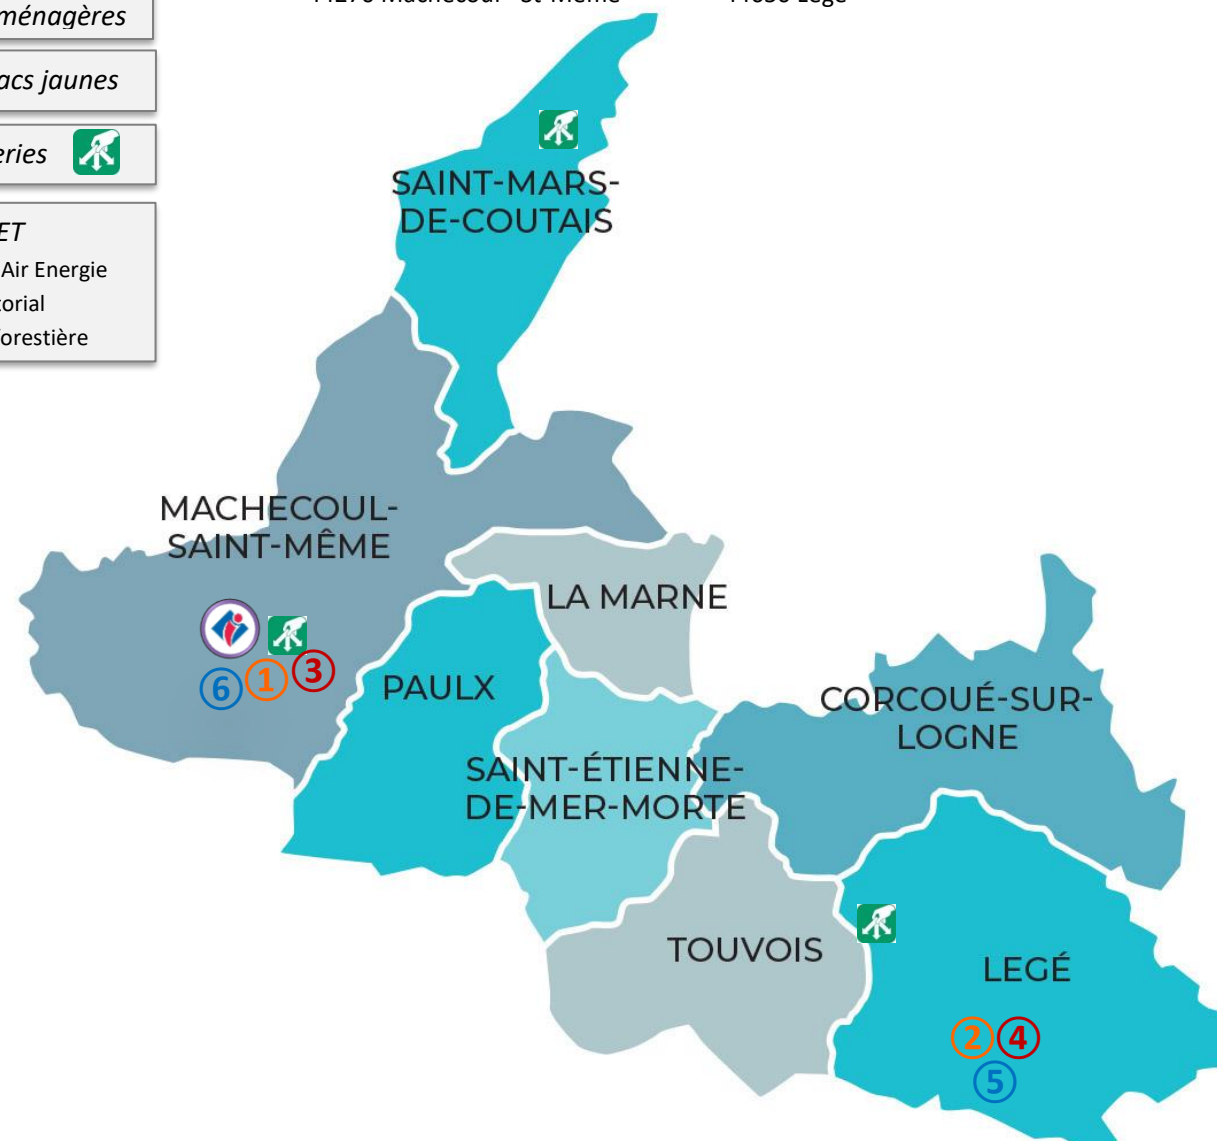 ménagères
acs jaunes
eries
ET
Air Energie
torial
orestière
SAINT-MARS-
DE-COUTAIS
MACHECOUL-
SAINT-MÊME
LA MARNE
6 1 3
PAULX
CORCOUÉ-SUR-
LOGNE
SAINT-ÉTIENNE-
DE-MER-MORTE
TOUVOIS
LEGÉ
2 4
5